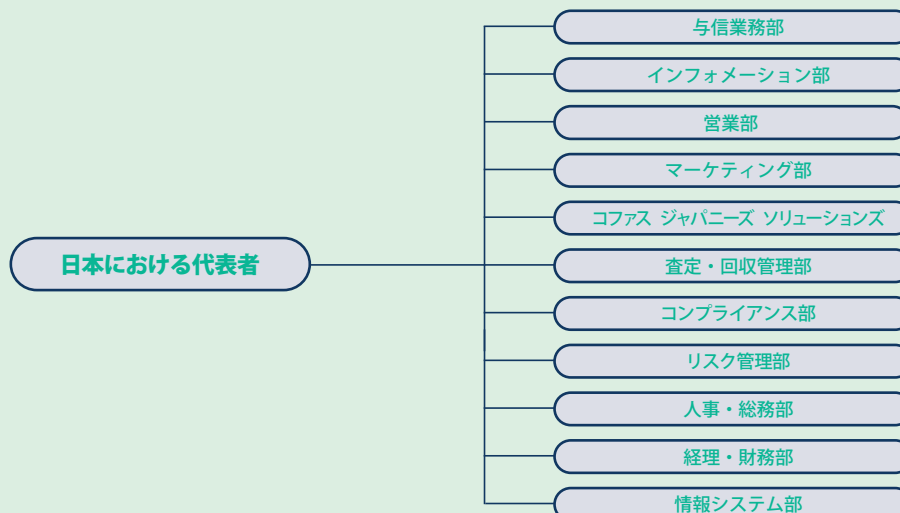 与信業務部
インフォメーション部
営業部
マーケティング部
コファス ジャパニーズ ソリューションズ
日本における代表者
査定・回収管理部
コンプライアンス部
リスク管理部
人事・総務部
経理・財務部
情報システム部